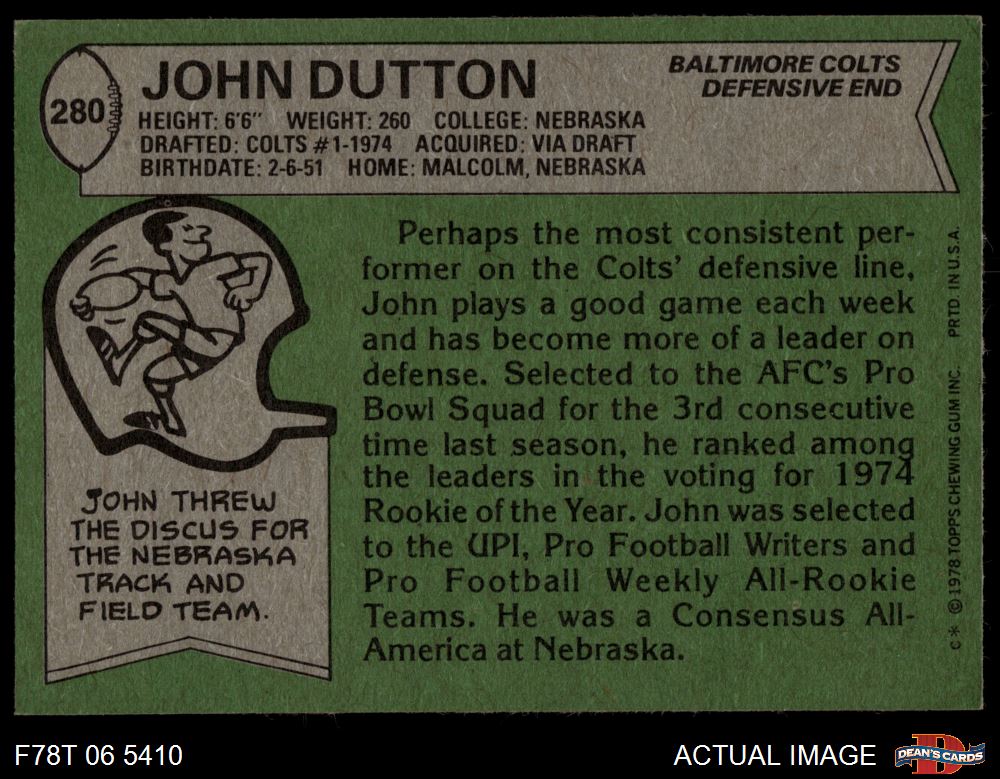 280
JOHN DUTTON
BALTIMORE COLTS
DEFENSIVE END
HEIGHT: 6'6" WEIGHT: 260 COLLEGE: NEBRASKA
DRAFTED: COLTS #1-1974 ACQUIRED: VIA DRAFT
BIRTHDATE: 2-6-51 HOME: MALCOLM, NEBRASKA
Perhaps the most consistent per-
former on the Colts' defensive line,
John plays a good game each week
and has become more of a leader on
defense. Selected to the AFC's Pro
Bowl Squad for the 3rd consecutive
time last season, he ranked among
the leaders in the voting for 1974
Rookie of the Year. John was selected
to the UPI, Pro Football Writers and
Pro Football Weekly All-Rookie
Teams. He was a Consensus All-
America at Nebraska.
JOHN THREW
THE DISCUS FOR
THE NEBRASKA
TRACK AND
FIELD TEAM.
C* © 1978 TOPPS CHEWING GUM INC. PRTD. IN U.S.A.
F78T 06 5410
ACTUAL IMAGE
D
DEAN'S CARDS